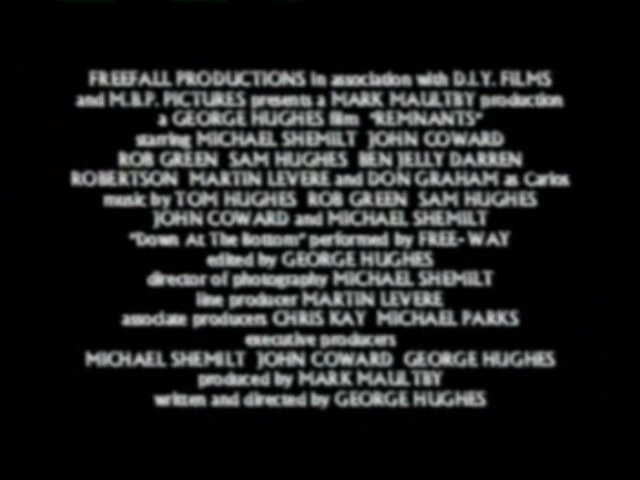 FREEFALL PRODUCTIONS in association with D.I.Y. FILMS
and M.B.P. PICTURES presents a MARK MAULTBY production
a GEORGE HUGHES film "REMNANTS"
starring MICHAEL SHEMILT JOHN COWARD
ROB GREEN SAM HUGHES BEN JELLY DARREN
ROBERTSON MARTIN LEVERE and DON GRAHAM as Carlos
music by TOM HUGHES ROB GREEN SAM HUGHES
JOHN COWARD and MICHAEL SHEMILT
"Down At The Bottom" performed by FREE-WAY
edited by GEORGE HUGHES
director of photography MICHAEL SHEMILT
line producer MARTIN LEVERE
associate producers CHRIS KAY MICHAEL PARKS
executive producers
MICHAEL SHEMILT JOHN COWARD GEORGE HUGHES
produced by MARK MAULTBY
written and directed by GEORGE HUGHES